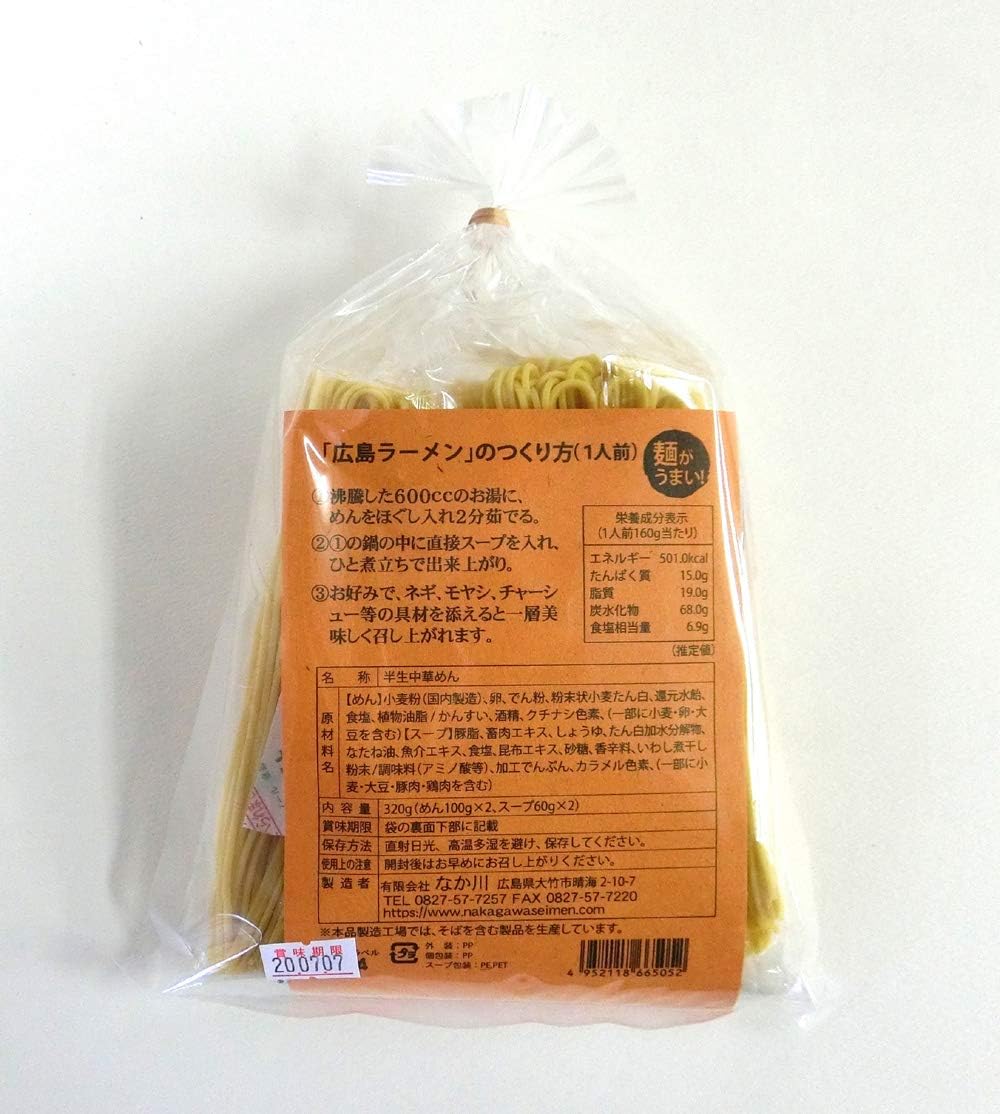 「広島ラーメン」のつくり方(1人前)
麺が
うまい!
①沸騰した600ccのお湯に、
めんをほぐし入れ2分茹でる。
②①の鍋の中に直接スープを入れ、
ひと煮立ちで出来上がり。
③お好みで、ネギ、モヤシ、チャーシ
ュー等の具材を添えると一層美
味しく召し上がれます。
栄養成分表示
(1人前160g当たり)
エネルギー 501.0kcal
たんぱく質 15.0g
脂質 19.0g
炭水化物 68.0g
食塩相当量 6.9g
(推定値)
名称 半生中華めん
原材料名 【めん】小麦粉(国内製造)、卵、でん粉、粉末状小麦たん白、還元水飴、
食塩、植物油脂/かんすい、酒精、クチナシ色素、(一部に小麦・卵・大
豆を含む)【スープ】豚脂、畜肉エキス、しょうゆ、たん白加水分解物、
なたね油、魚介エキス、食塩、昆布エキス、砂糖、香辛料、いわし煮干し
粉末/調味料(アミノ酸等)、加工でんぷん、カラメル色素、(一部に小
麦・大豆・豚肉・鶏肉を含む)
内容量 320g(めん100g×2、スープ60g×2)
賞味期限 袋の裏面下部に記載
保存方法 直射日光、高温多湿を避け、保存してください。
使用上の注意 開封後はお早めにお召し上がりください。
製造者 有限会社 なか川 広島県大竹市晴海2-10-7
TEL 0827-57-7257 FAX 0827-57-7220
https://www.nakagawaseimen.com
※本品製造工場では、そばを含む製品を生産しています。
賞味期限
200707
ベル
プラ
外装:PP
個包装:PP
スープ包装:PE,PET
4 952118 665052